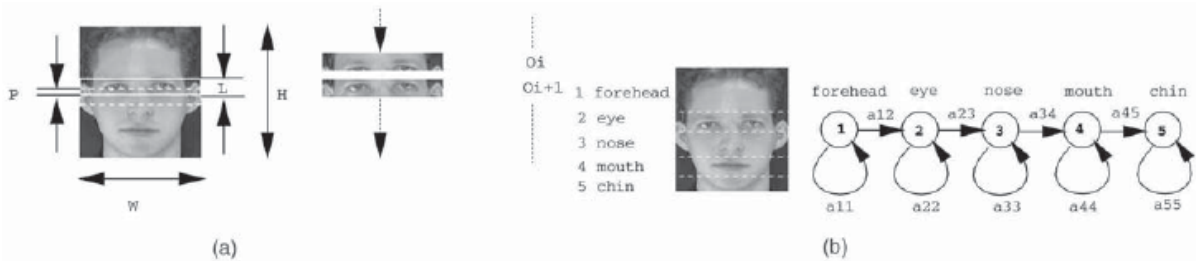 P
L
H
W
Oi
Oi+1
(a)
1 forehead
2 eye
3 nose
4 mouth
5 chin
forehead eye nose mouth chin
a12 a23 a34 a45
1 2 3 4 5
a11 a22 a33 a44 a55
(b)